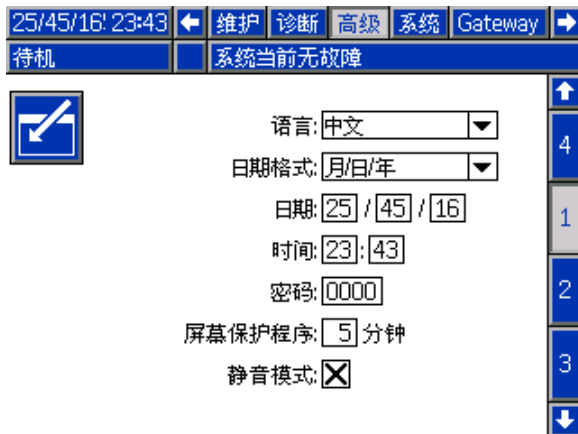 25/45/16! 23:43 维护 诊断 高级 系统 Gateway
待机 系统当前无故障
语言: 中文
4
日期格式: 月/日/年
日期: 25 / 45 / 16
1
时间: 23 : 43
密码: 0000
2
屏幕保护程序: 5 分钟
3
静音模式: